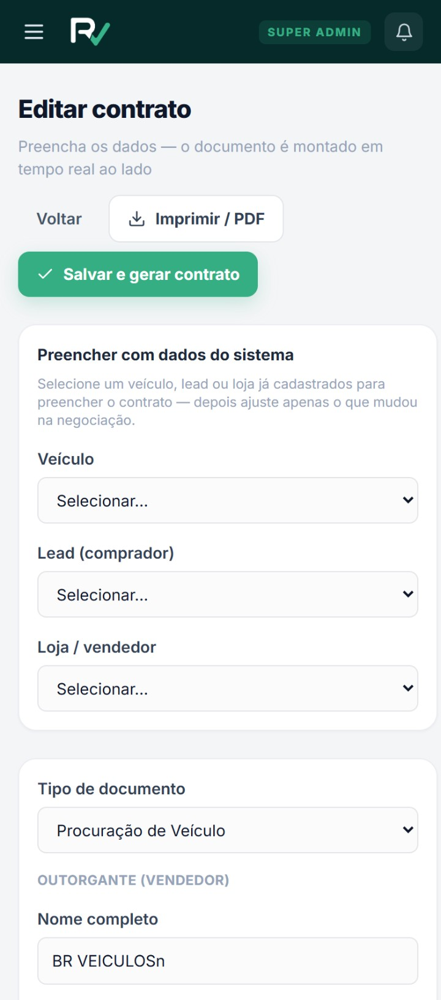 RV
SUPER ADMIN
Editar contrato
Preencha os dados — o documento é montado em
tempo real ao lado
Voltar
Imprimir / PDF
Salvar e gerar contrato
Preencher com dados do sistema
Selecione um veículo, lead ou loja já cadastrados para
preencher o contrato — depois ajuste apenas o que mudou
na negociação.
Veículo
Selecionar...
Lead (comprador)
Selecionar...
Loja / vendedor
Selecionar...
Tipo de documento
Procuração de Veículo
OUTORGANTE (VENDEDOR)
Nome completo
BR VEICULOSn